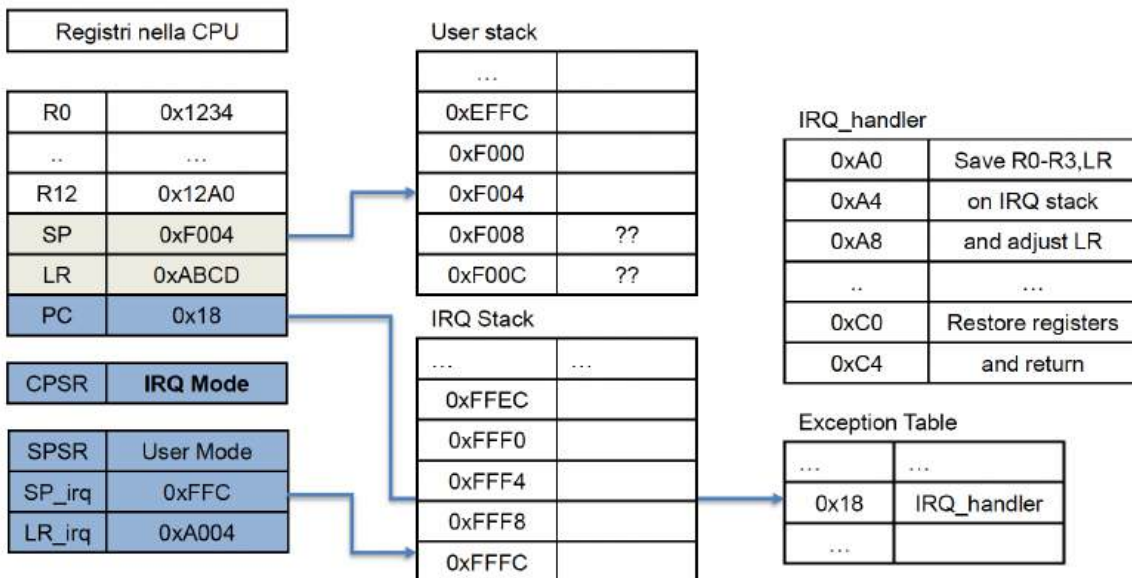 Registri nella CPU
R0 0x1234
.. ...
R12 0x12A0
SP 0xF004
LR 0xABCD
PC 0x18
CPSR IRQ Mode
SPSR User Mode
SP_irq 0xFFC
LR_irq 0xA004
User stack
...
0xEFFC
0xF000
0xF004
0xF008 ??
0xF00C ??
IRQ Stack
... ...
0xFFEC
0xFFF0
0xFFF4
0xFFF8
0xFFFC
IRQ_handler
0xA0 Save R0-R3,LR
0xA4 on IRQ stack
0xA8 and adjust LR
.. ...
0xC0 Restore registers
0xC4 and return
Exception Table
... ...
0x18 IRQ_handler
...